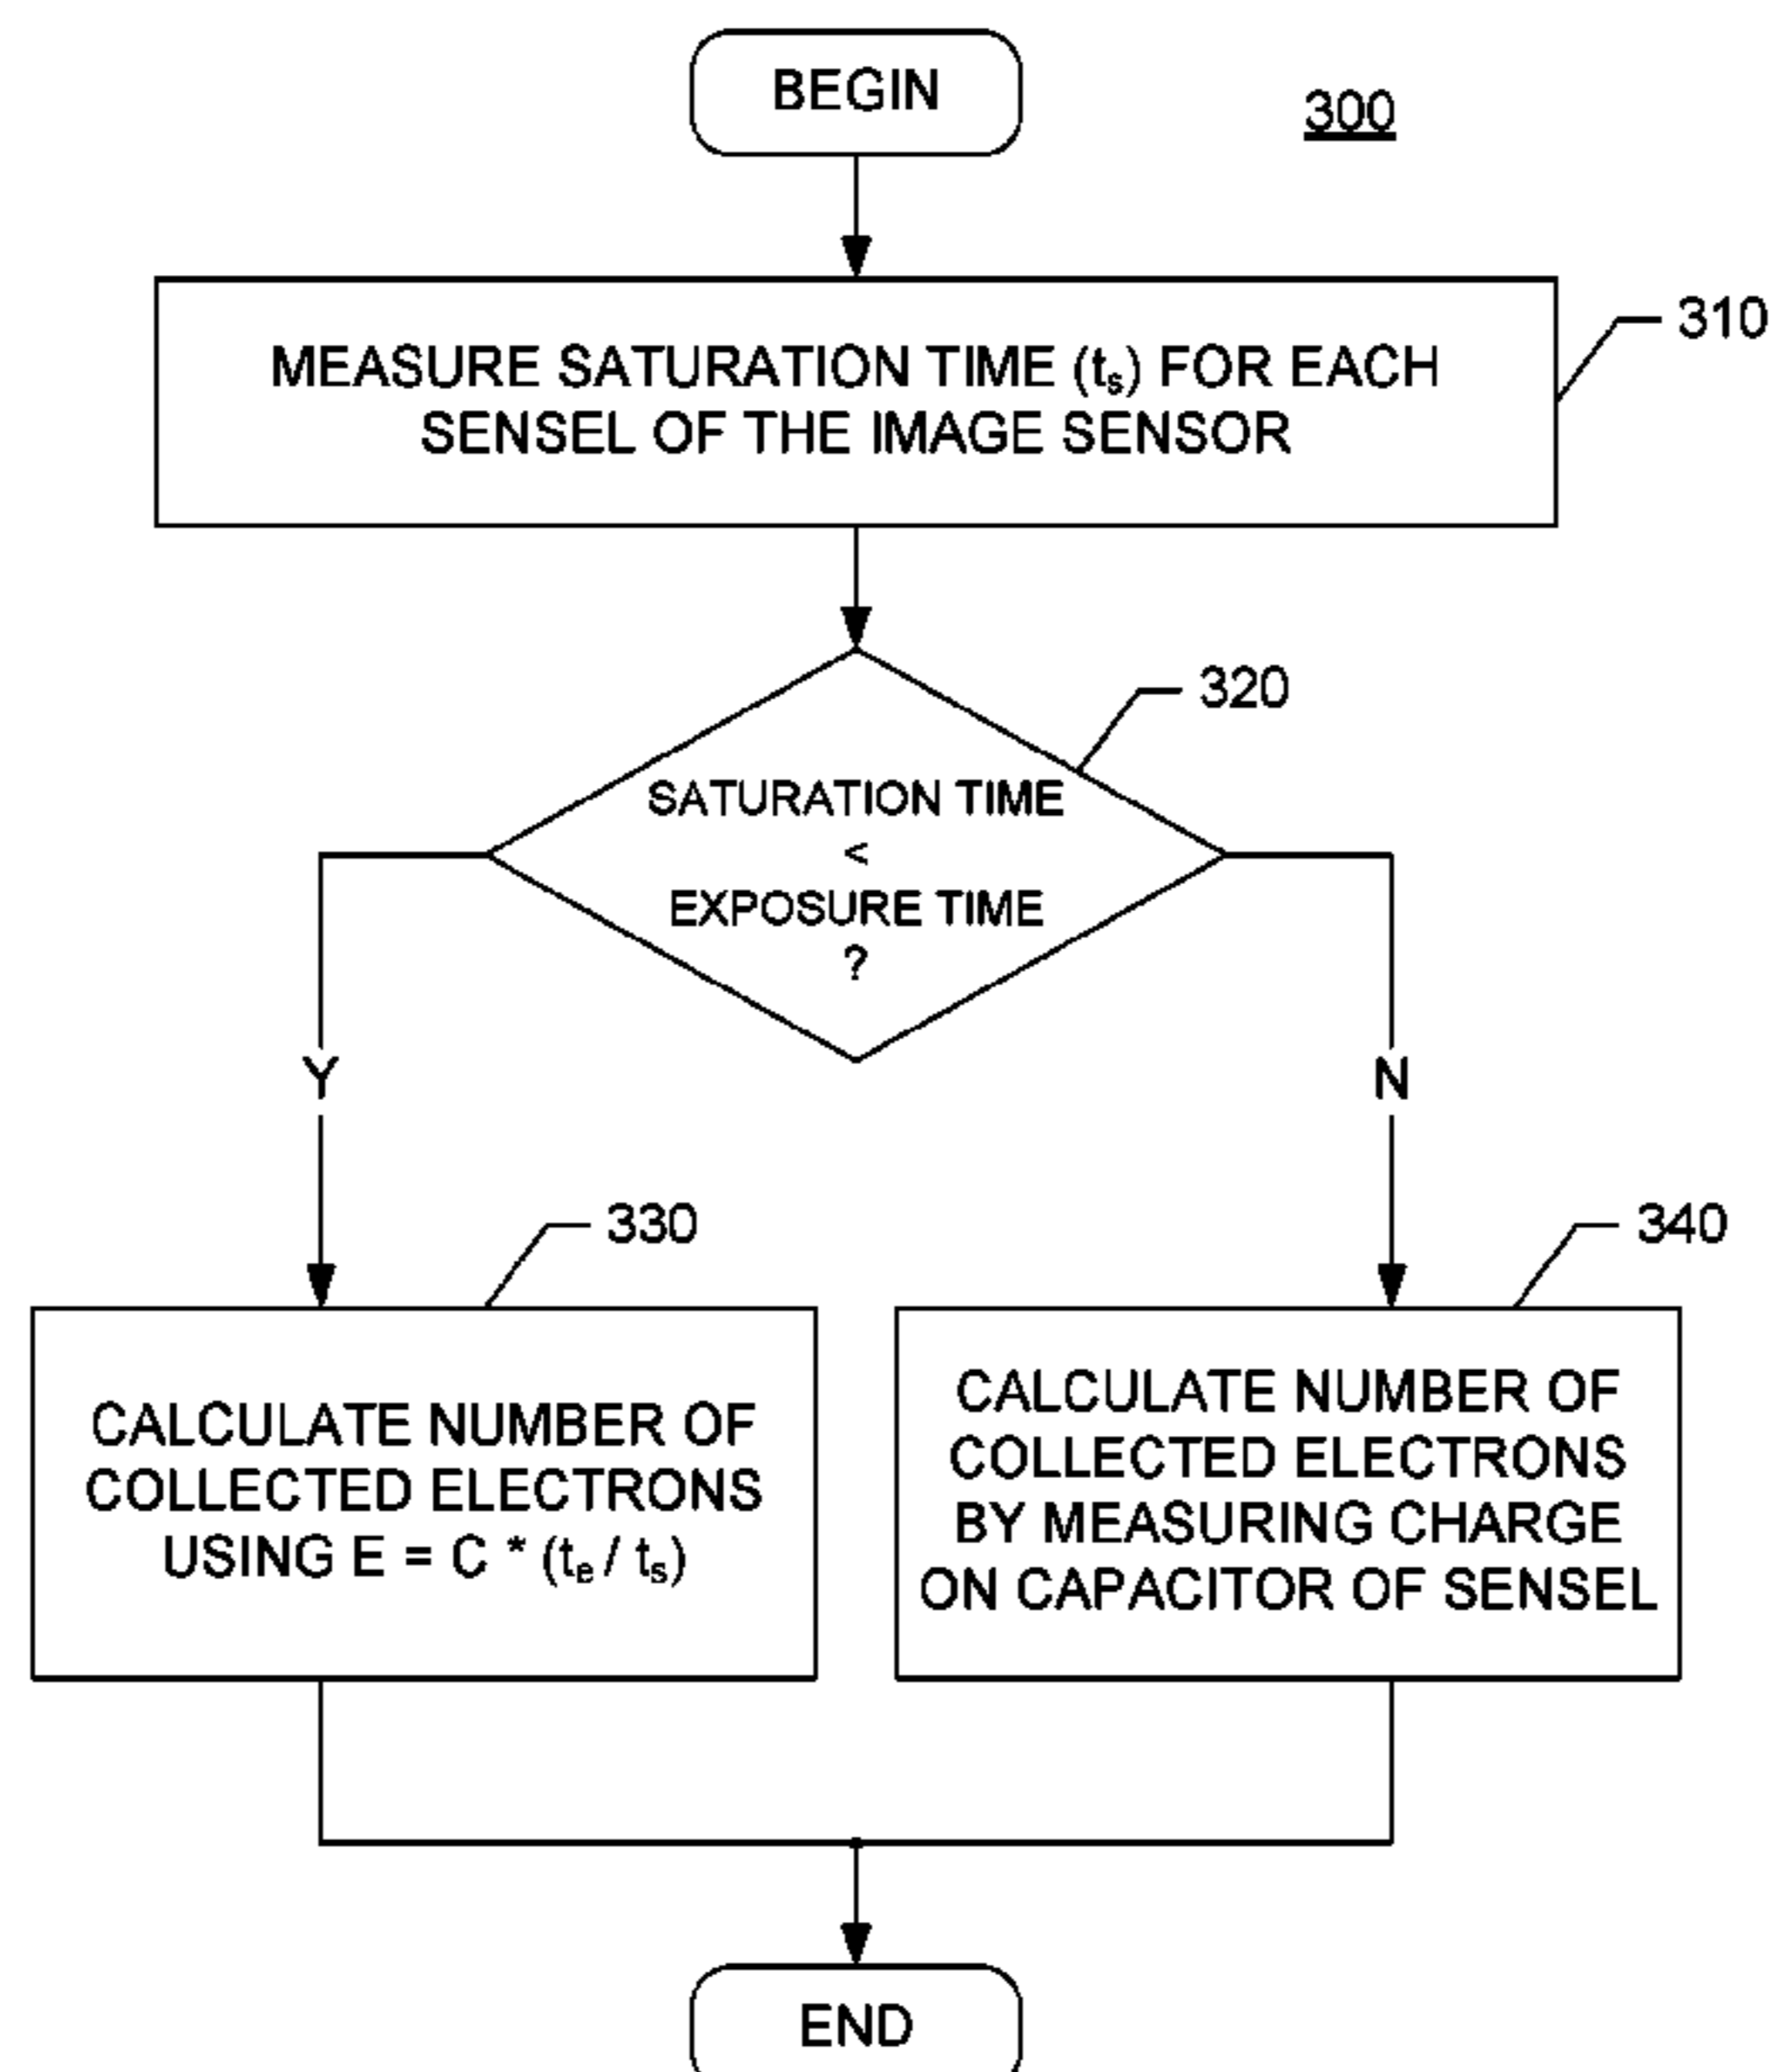 BEGIN
300
MEASURE SATURATION TIME (ts) FOR EACH
SENSEL OF THE IMAGE SENSOR
310
SATURATION TIME
<
EXPOSURE TIME
?
320
Y
N
330
CALCULATE NUMBER OF
COLLECTED ELECTRONS
USING E = C * (te / ts)
340
CALCULATE NUMBER OF
COLLECTED ELECTRONS
BY MEASURING CHARGE
ON CAPACITOR OF SENSEL
END